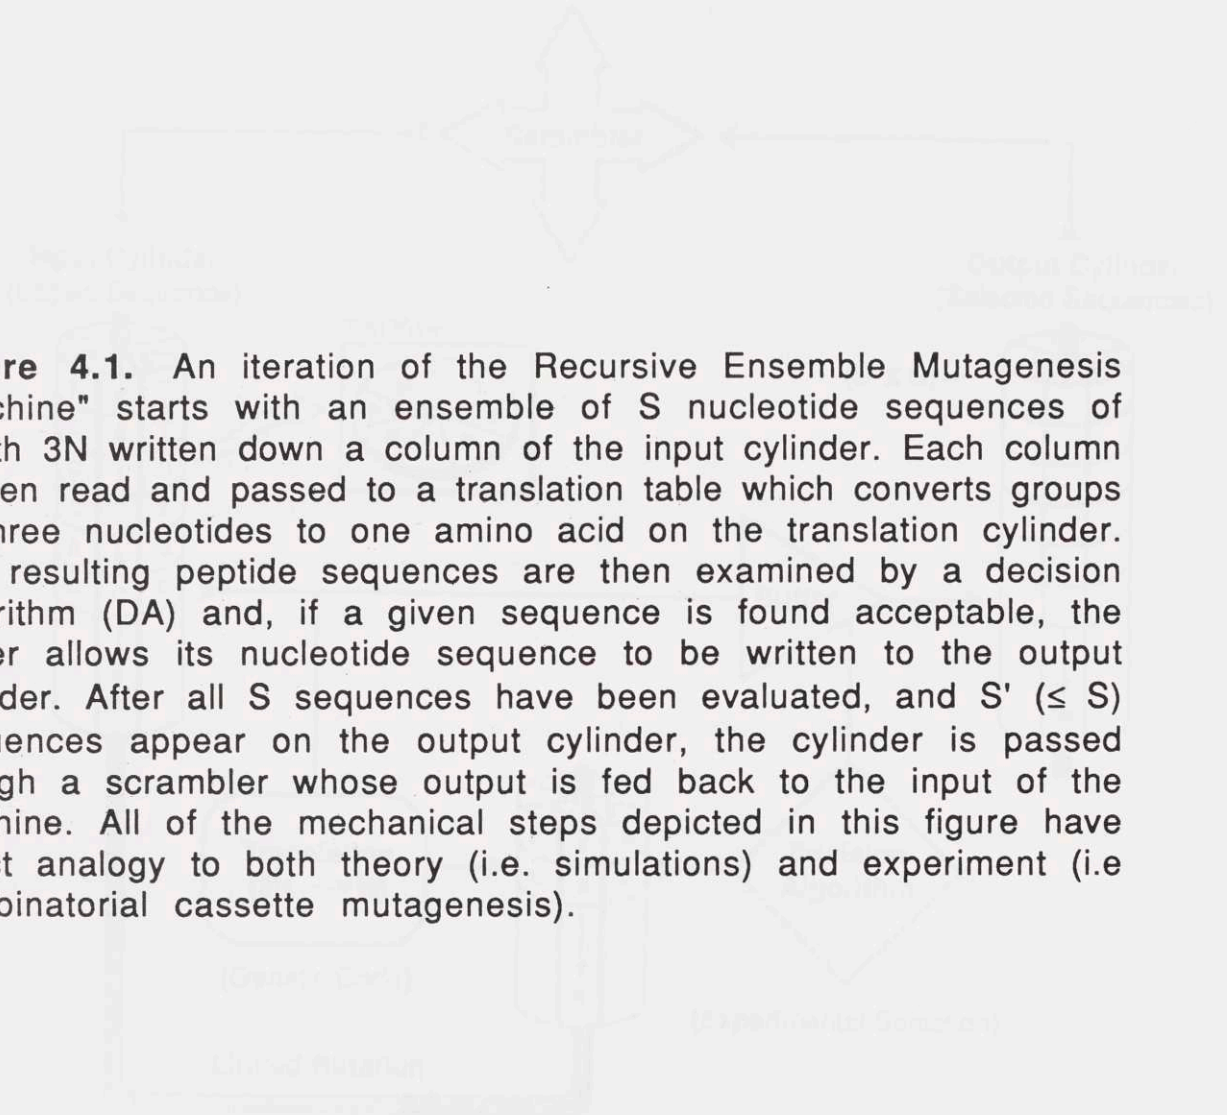 re 4.1. An iteration of the Recursive Ensemble Mutagenesis
chine" starts with an ensemble of S nucleotide sequences of
th 3N written down a column of the input cylinder. Each column
en read and passed to a translation table which converts groups
hree nucleotides to one amino acid on the translation cylinder.
resulting peptide sequences are then examined by a decision
rithm (DA) and, if a given sequence is found acceptable, the
er allows its nucleotide sequence to be written to the output
der. After all S sequences have been evaluated, and S' (≤ S)
uences appear on the output cylinder, the cylinder is passed
gh a scrambler whose output is fed back to the input of the
hine. All of the mechanical steps depicted in this figure have
ct analogy to both theory (i.e. simulations) and experiment (i.e
binatorial cassette mutagenesis).